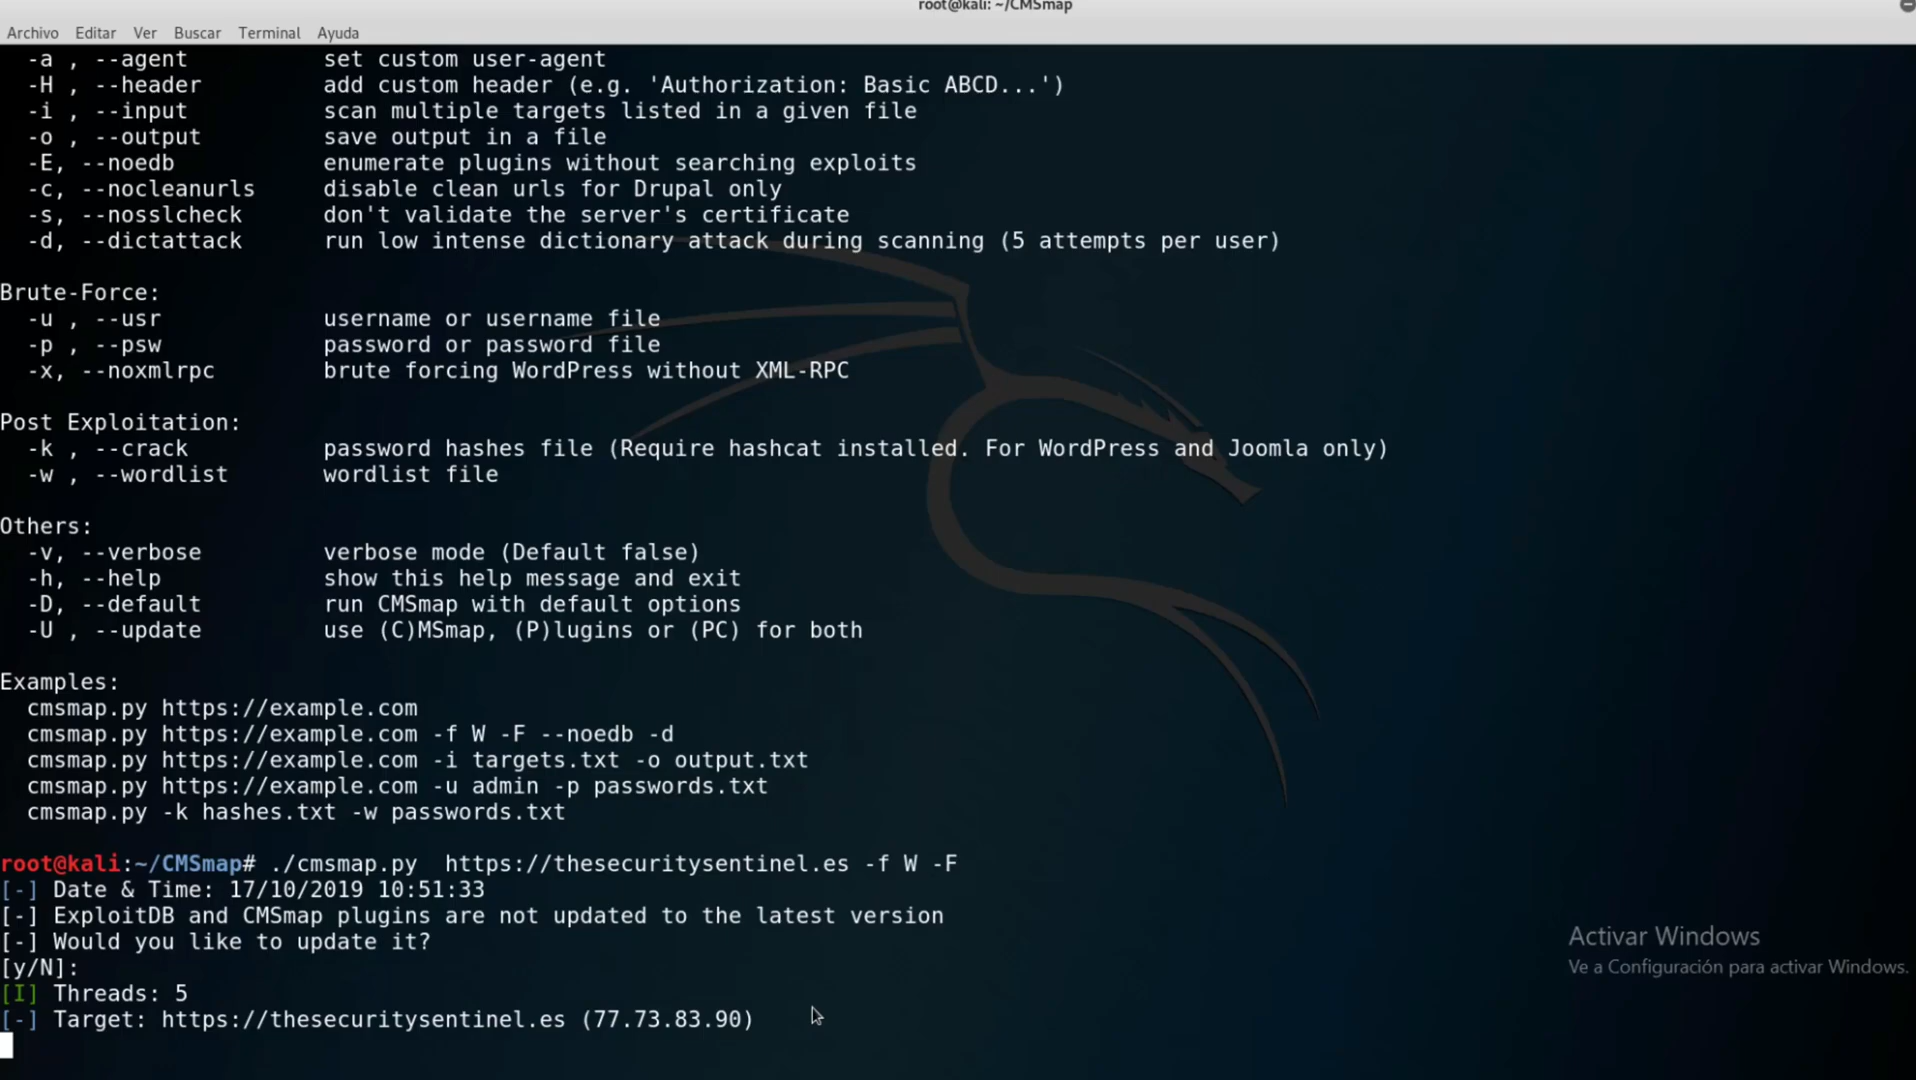 root@kali: ~/CMSmap
Archivo Editar Ver Buscar Terminal Ayuda
-a , --agent set custom user-agent
-H , --header add custom header (e.g. 'Authorization: Basic ABCD...')
-i , --input scan multiple targets listed in a given file
-o , --output save output in a file
-E, --noedb enumerate plugins without searching exploits
-c, --nocleanurls disable clean urls for Drupal only
-s, --nosslcheck don't validate the server's certificate
-d, --dictattack run low intense dictionary attack during scanning (5 attempts per user)
Brute-Force:
-u , --usr username or username file
-p , --psw password or password file
-x, --noxmlrpc brute forcing WordPress without XML-RPC
Post Exploitation:
-k , --crack password hashes file (Require hashcat installed. For WordPress and Joomla only)
-w , --wordlist wordlist file
Others:
-v, --verbose verbose mode (Default false)
-h, --help show this help message and exit
-D, --default run CMSmap with default options
-U , --update use (C)MSmap, (P)lugins or (PC) for both
Examples:
cmsmap.py https://example.com
cmsmap.py https://example.com -f W -F --noedb -d
cmsmap.py https://example.com -i targets.txt -o output.txt
cmsmap.py https://example.com -u admin -p passwords.txt
cmsmap.py -k hashes.txt -w passwords.txt
root@kali:~/CMSmap# ./cmsmap.py  https://thesecuritysentinel.es -f W -F
[-] Date & Time: 17/10/2019 10:51:33
[-] ExploitDB and CMSmap plugins are not updated to the latest version
[-] Would you like to update it?
[y/N]:
[I] Threads: 5
[-] Target: https://thesecuritysentinel.es (77.73.83.90)
Activar Windows
Ve a Configuración para activar Windows.